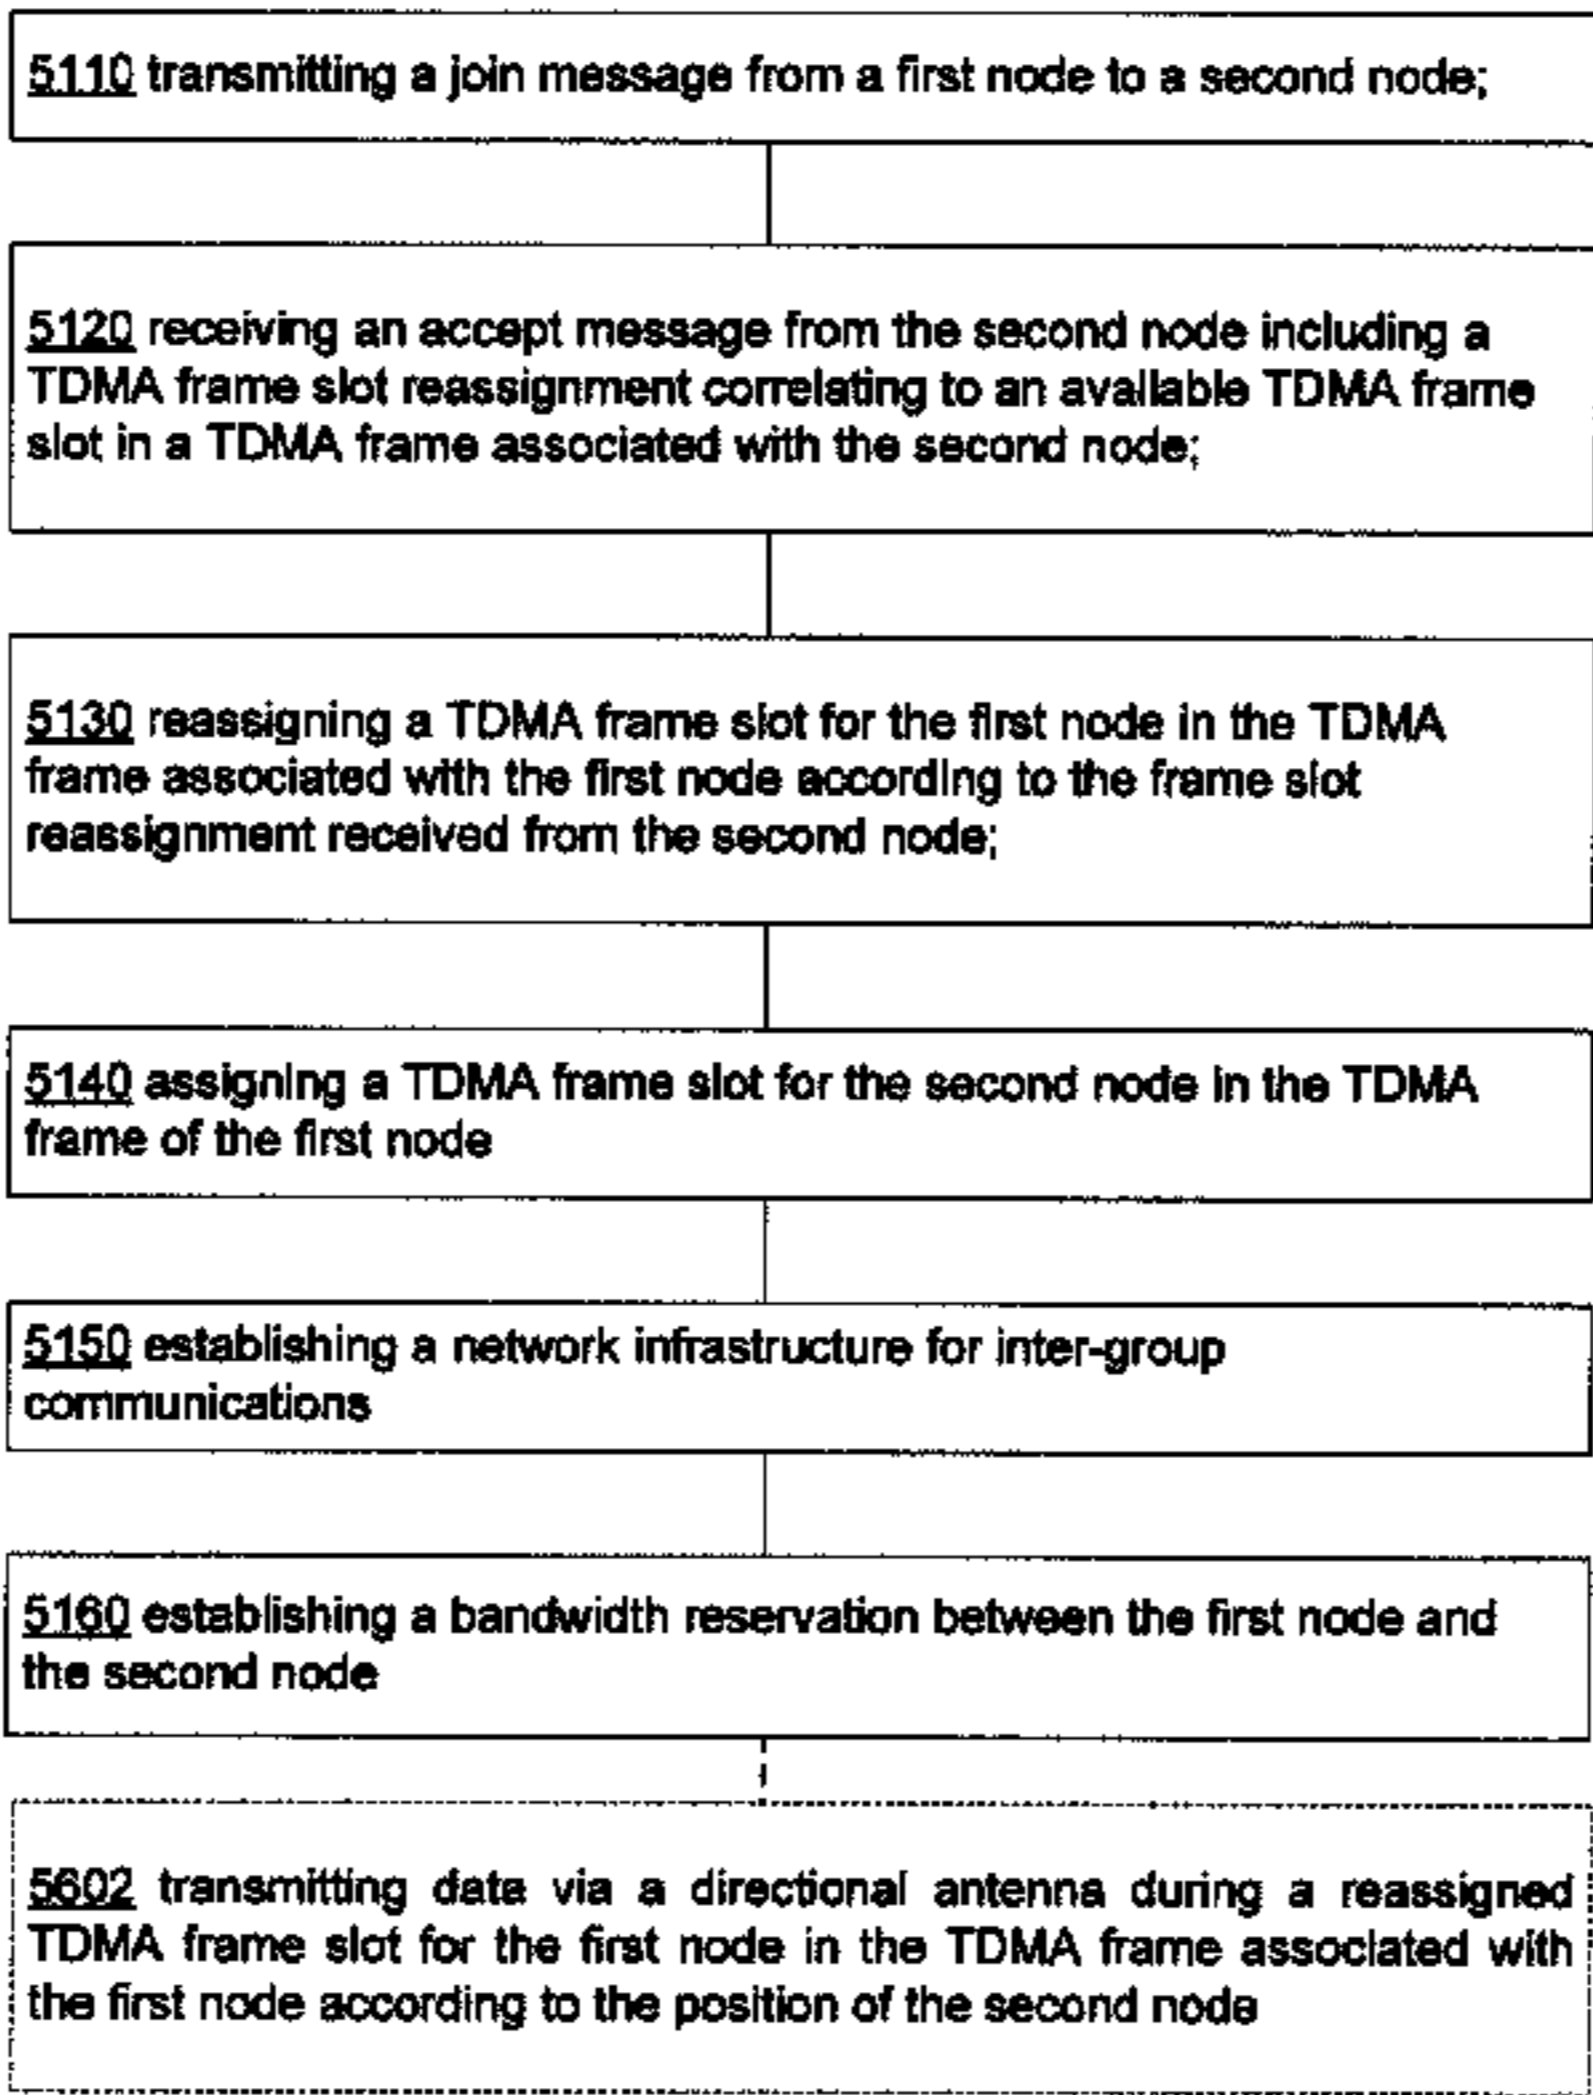 5110 transmitting a join message from a first node to a second node;
5120 receiving an accept message from the second node including a
TDMA frame slot reassignment correlating to an available TDMA frame
slot in a TDMA frame associated with the second node;
5130 reassigning a TDMA frame slot for the first node in the TDMA
frame associated with the first node according to the frame slot
reassignment received from the second node;
5140 assigning a TDMA frame slot for the second node in the TDMA
frame of the first node
5150 establishing a network infrastructure for inter-group
communications
5160 establishing a bandwidth reservation between the first node and
the second node
5602 transmitting data via a directional antenna during a reassigned
TDMA frame slot for the first node in the TDMA frame associated with
the first node according to the position of the second node